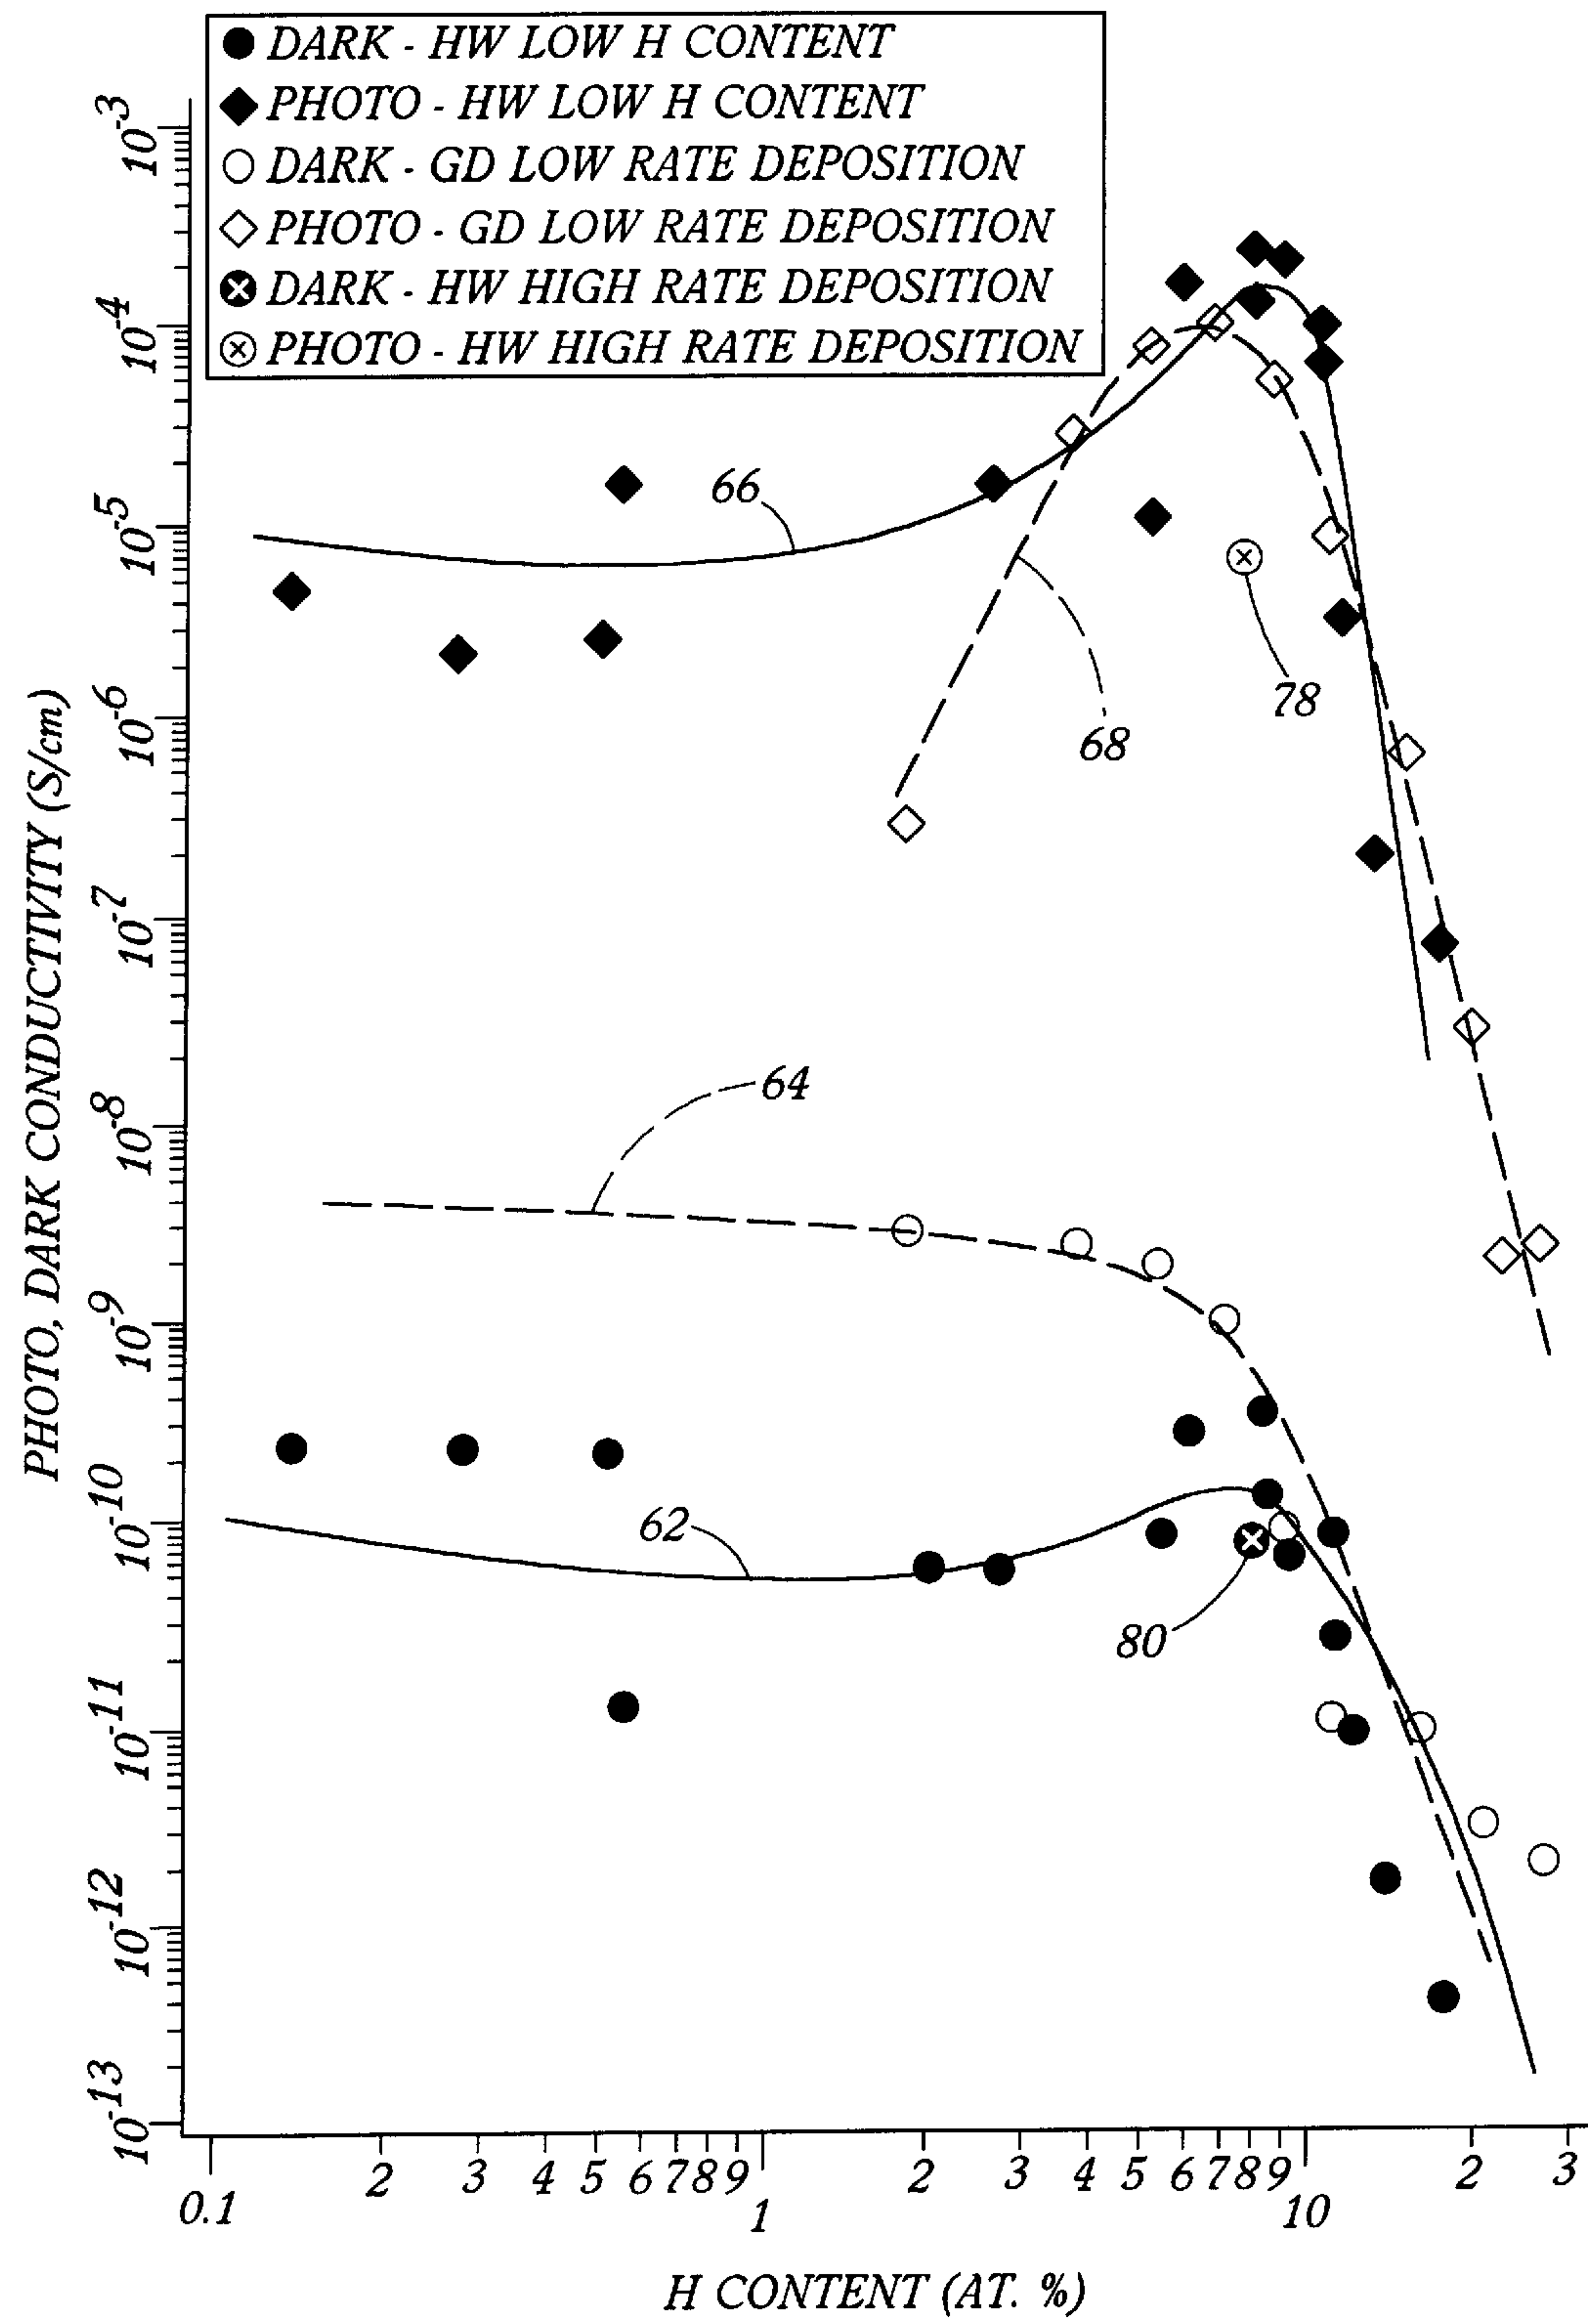 DARK - HW LOW H CONTENT
PHOTO - HW LOW H CONTENT
DARK - GD LOW RATE DEPOSITION
PHOTO - GD LOW RATE DEPOSITION
DARK - HW HIGH RATE DEPOSITION
PHOTO - HW HIGH RATE DEPOSITION
PHOTO, DARK CONDUCTIVITY (S/cm)
10⁻³
10⁻⁴
10⁻⁵
10⁻⁶
10⁻⁷
10⁻⁸
10⁻⁹
10⁻¹⁰
10⁻¹¹
10⁻¹²
10⁻¹³
66
68
78
64
62
80
2 3 4 5 6 7 8 9 2 3 4 5 6 7 8 9 2 3
0.1 1 10
H CONTENT (AT. %)